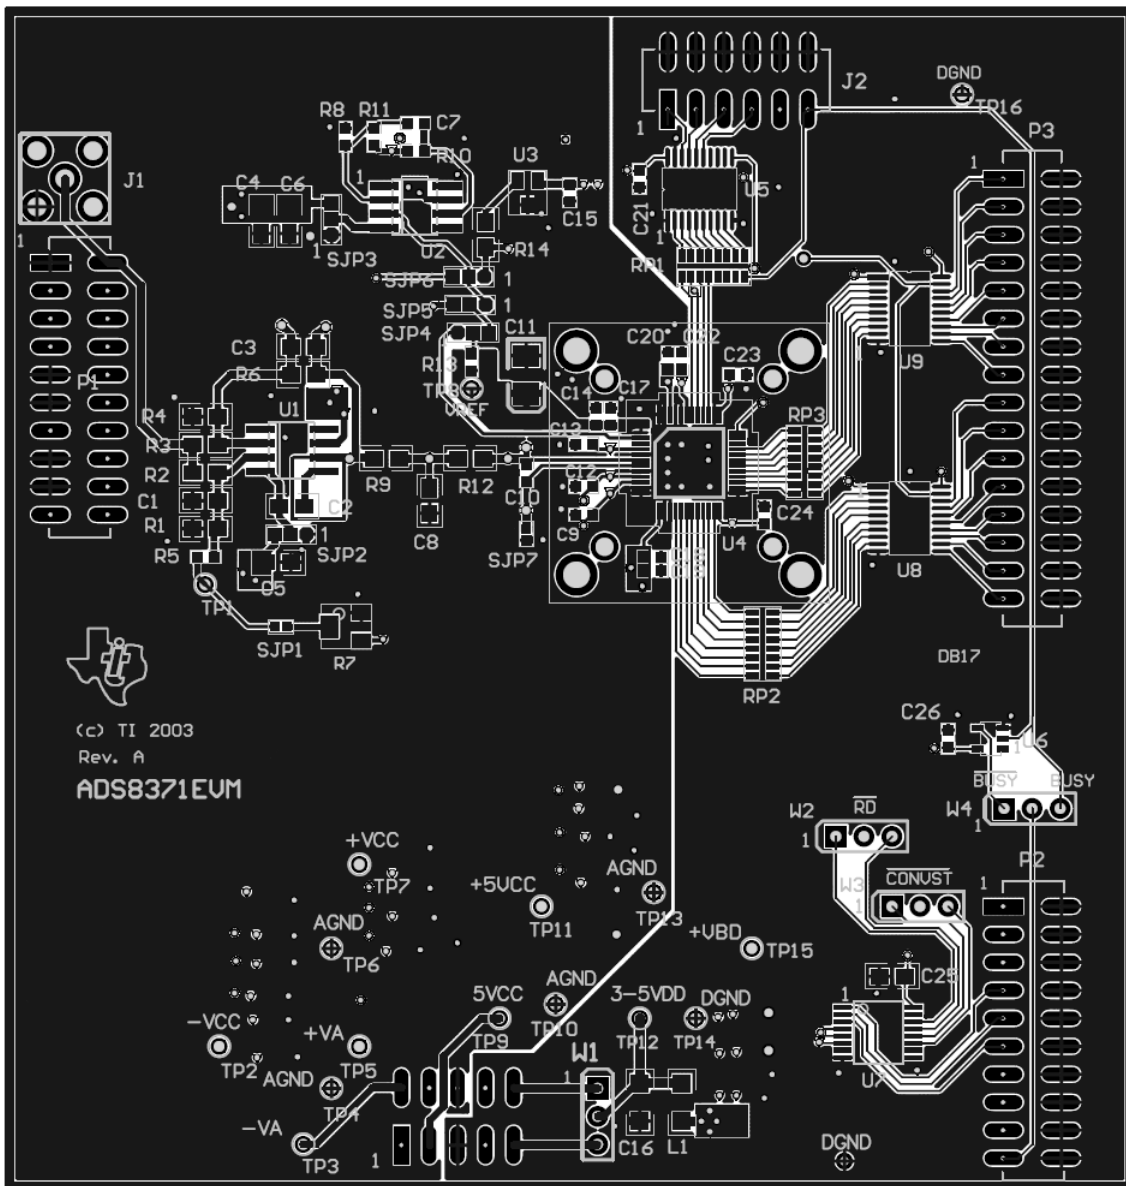 J2
DGND
TP16
P3
1
1
R8
R11
C7
R10
J1
U3
U5
C21
C4
C6
1
C15
1
1
SJP3
U2
R14
RP1
SJP6
1
SJP5
1
SJP4
C11
C20
C22
U9
C3
R13
C23
P1
R6
TP8
C14
C17
VREF
R4
U1
RP3
R3
C13
R2
R9
R12
C12
C1
C10
C2
C24
R1
C9
U4
1
SJP2
C8
SJP7
R5
U8
C5
TP1
SJP1
R7
DB17
RP2
C26
(c) TI 2003
U6
1
Rev. A
BUSY
BUSY
ADS8371EVM
W2
RD
W4
1
1
+VCC
W3
CONVST
P2
TP7
+5VCC
AGND
1
1
AGND
TP11
TP13
+VBD
TP6
TP15
AGND
C25
5VCC
3-5VDD
DGND
1
-VCC
+VA
TP10
TP9
TP12
TP14
TP2
TP5
W1
U7
AGND
1
TP4
-VA
TP3
1
C16
L1
DGND